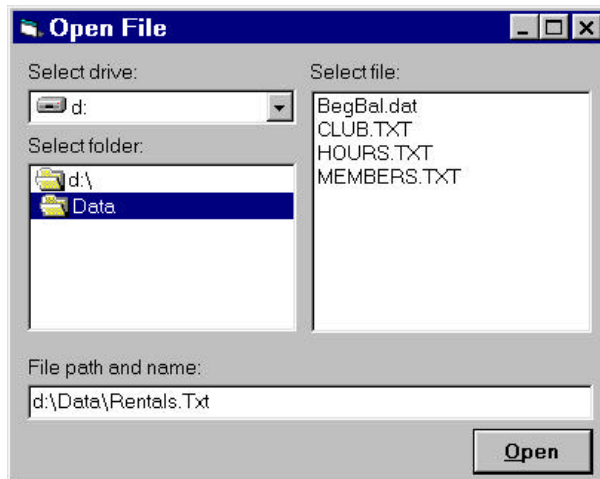 Open File
Select drive:
d:
Select folder:
d:\
Data
Select file:
BegBal.dat
CLUB.TXT
HOURS.TXT
MEMBERS.TXT
File path and name:
d:\Data\Rentals.Txt
Open